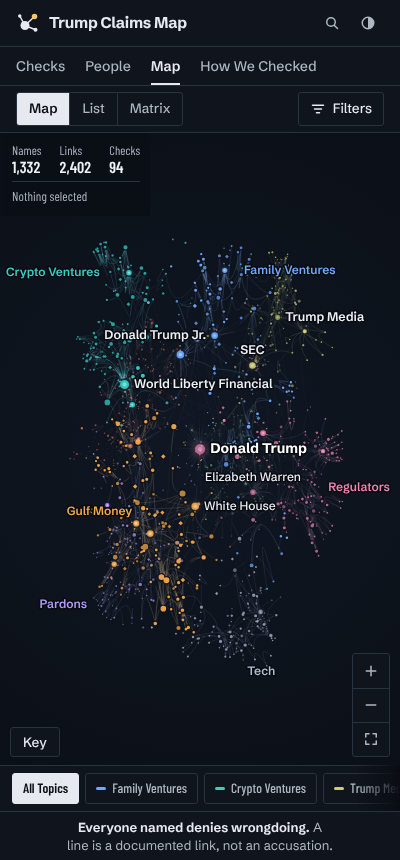 Trump Claims Map
Checks People Map How We Checked
Map List Matrix Filters
Names Links Checks
1,332 2,402 94
Nothing selected
Crypto Ventures Family Ventures
Trump Media
Donald Trump Jr.
SEC
World Liberty Financial
Donald Trump
Elizabeth Warren
Regulators
White House
Gulf Money
Pardons
Tech
Key
All Topics Family Ventures Crypto Ventures Trump
Everyone named denies wrongdoing. A
line is a documented link, not an accusation.